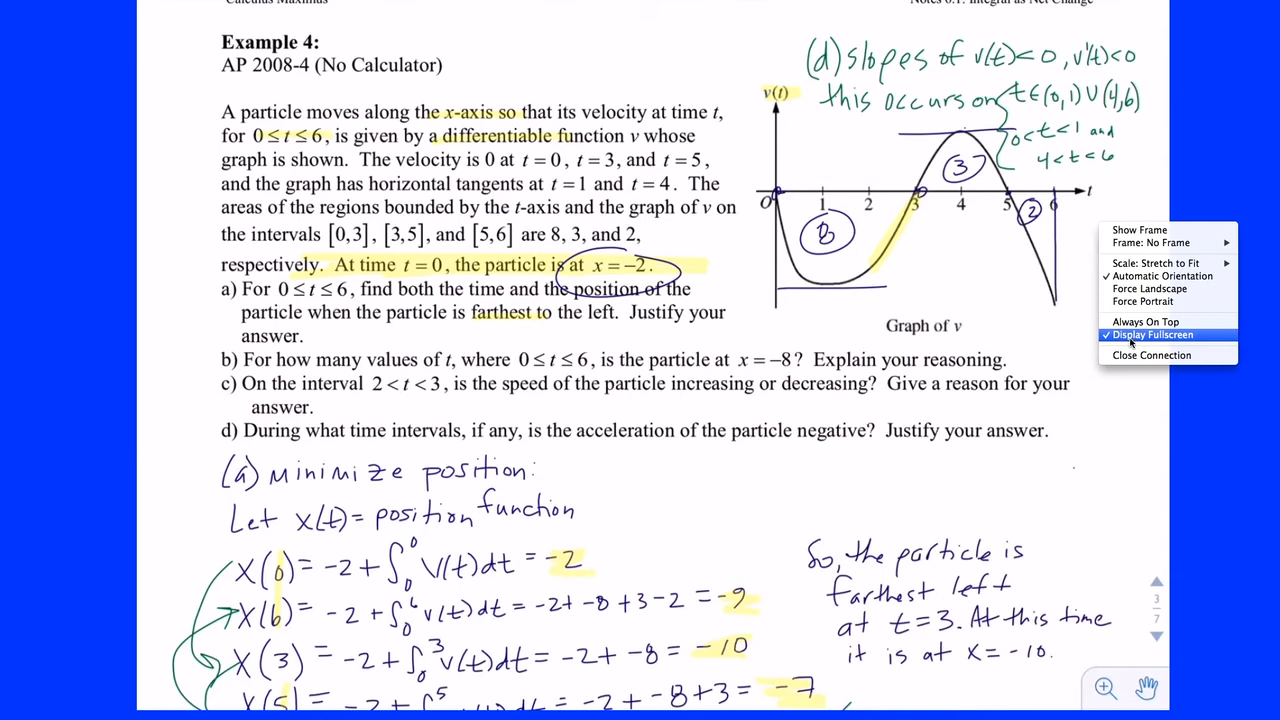 Example 4:
AP 2008-4 (No Calculator)
A particle moves along the x-axis so that its velocity at time t,
for 0 ≤ t ≤ 6, is given by a differentiable function v whose
graph is shown. The velocity is 0 at t = 0, t = 3, and t = 5,
and the graph has horizontal tangents at t = 1 and t = 4. The
areas of the regions bounded by the t-axis and the graph of v on
the intervals [0,3], [3,5], and [5,6] are 8, 3, and 2,
respectively. At time t = 0, the particle is at x = −2.
a) For 0 ≤ t ≤ 6, find both the time and the position of the
particle when the particle is farthest to the left. Justify your
answer.
b) For how many values of t, where 0 ≤ t ≤ 6, is the particle at x = −8? Explain your reasoning.
c) On the interval 2 < t < 3, is the speed of the particle increasing or decreasing? Give a reason for your
answer.
d) During what time intervals, if any, is the acceleration of the particle negative? Justify your answer.
(d) slopes of v(t)<0, v'(t)<0
this occurs on t∈(0,1)∪(4,6)
0<t<1 and
4<t<6
v(t)
3
O 1 2 3 4 5 6 t
8 2
Graph of v
Show Frame
Frame: No Frame
Scale: Stretch to Fit
✓ Automatic Orientation
Force Landscape
Force Portrait
Always On Top
✓ Display Fullscreen
Close Connection
(a) minimize position:
Let x(t) = position function
x(0) = -2 + ∫₀⁰ v(t)dt = -2
x(6) = -2 + ∫₀⁶ v(t)dt = -2 + -8 + 3 - 2 = -9
x(3) = -2 + ∫₀³ v(t)dt = -2 + -8 = -10
x(5) = -2 + ∫₀⁵ v(t)dt = -2 + -8 + 3 = -7
So, the particle is
farthest left
at t = 3. At this time
it is at x = -10.
3
7